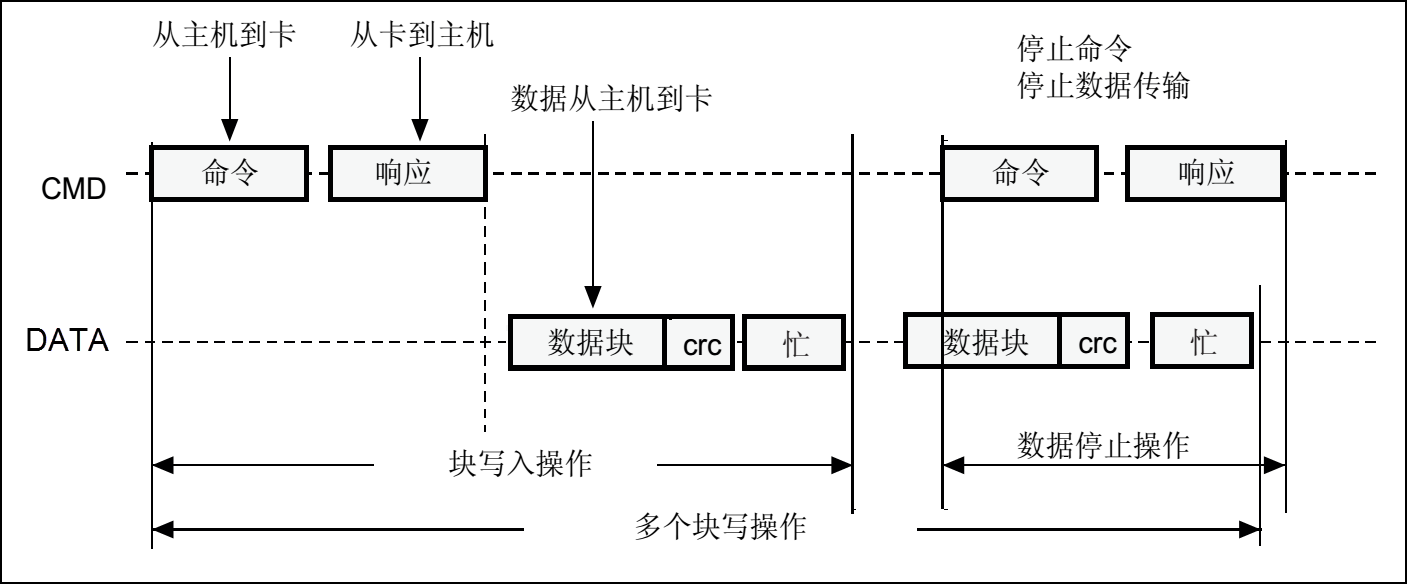 从主机到卡
从卡到主机
停止命令
停止数据传输
数据从主机到卡
CMD
命令
响应
命令
响应
DATA
数据块
crc
忙
数据块
crc
忙
块写入操作
数据停止操作
多个块写操作